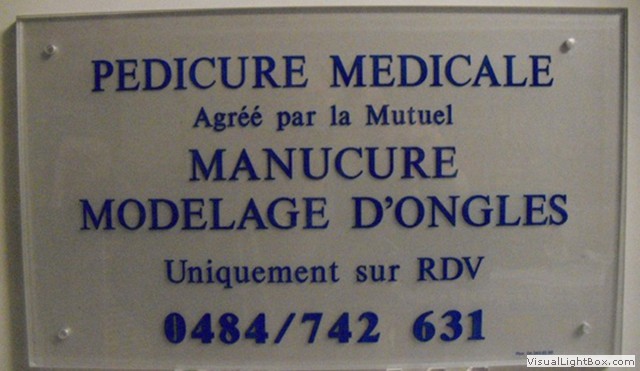 PEDICURE MEDICALE
Agréé par la Mutuel
MANUCURE
MODELAGE D'ONGLES
Uniquement sur RDV
0484/742 631
VisualLightBox.com